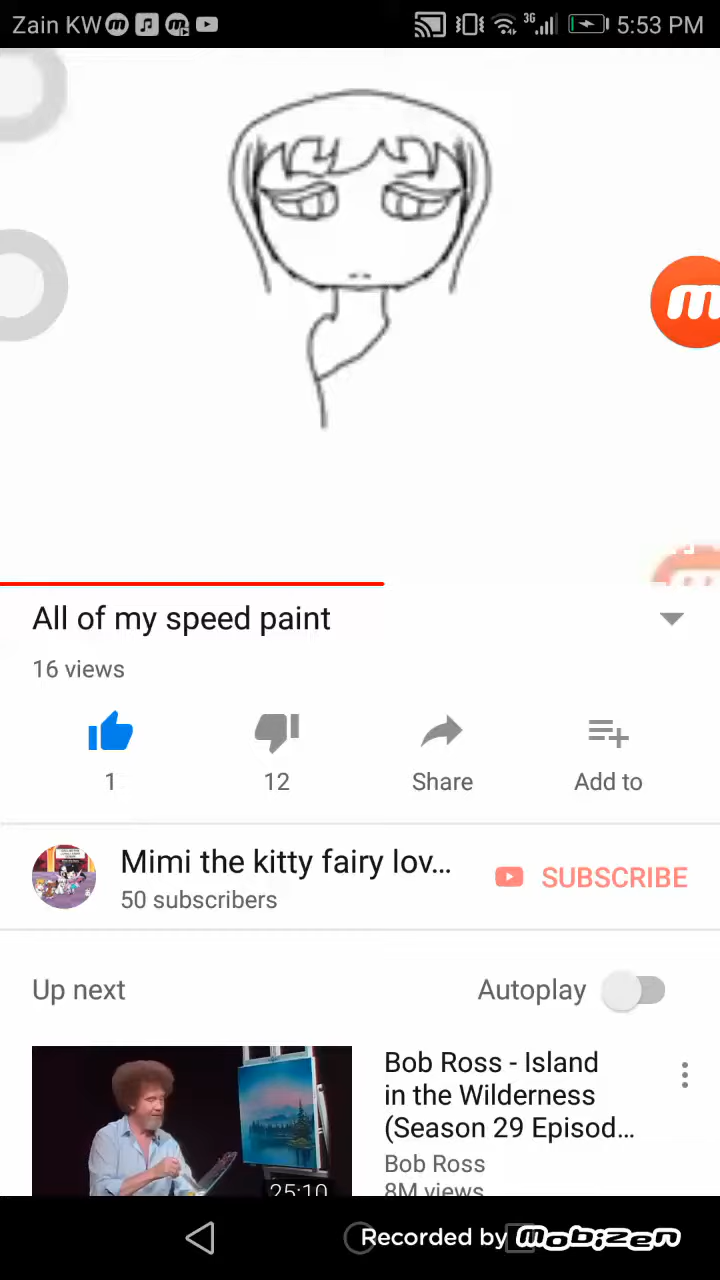 Zain KW 3G 5:53 PM
m
All of my speed paint
16 views
1 12 Share Add to
Mimi the kitty fairy lov...
50 subscribers
SUBSCRIBE
Up next Autoplay
Bob Ross - Island
in the Wilderness
(Season 29 Episod...
Bob Ross
8M views
25:10
Recorded by mobizen